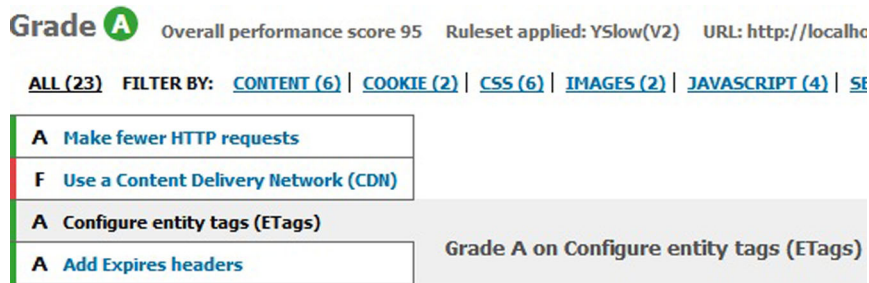 Grade A Overall performance score 95 Ruleset applied: YSlow(V2) URL: http://localho
ALL (23) FILTER BY: CONTENT (6) | COOKIE (2) | CSS (6) | IMAGES (2) | JAVASCRIPT (4) | SE
A Make fewer HTTP requests
F Use a Content Delivery Network (CDN)
A Configure entity tags (ETags)
Grade A on Configure entity tags (ETags)
A Add Expires headers